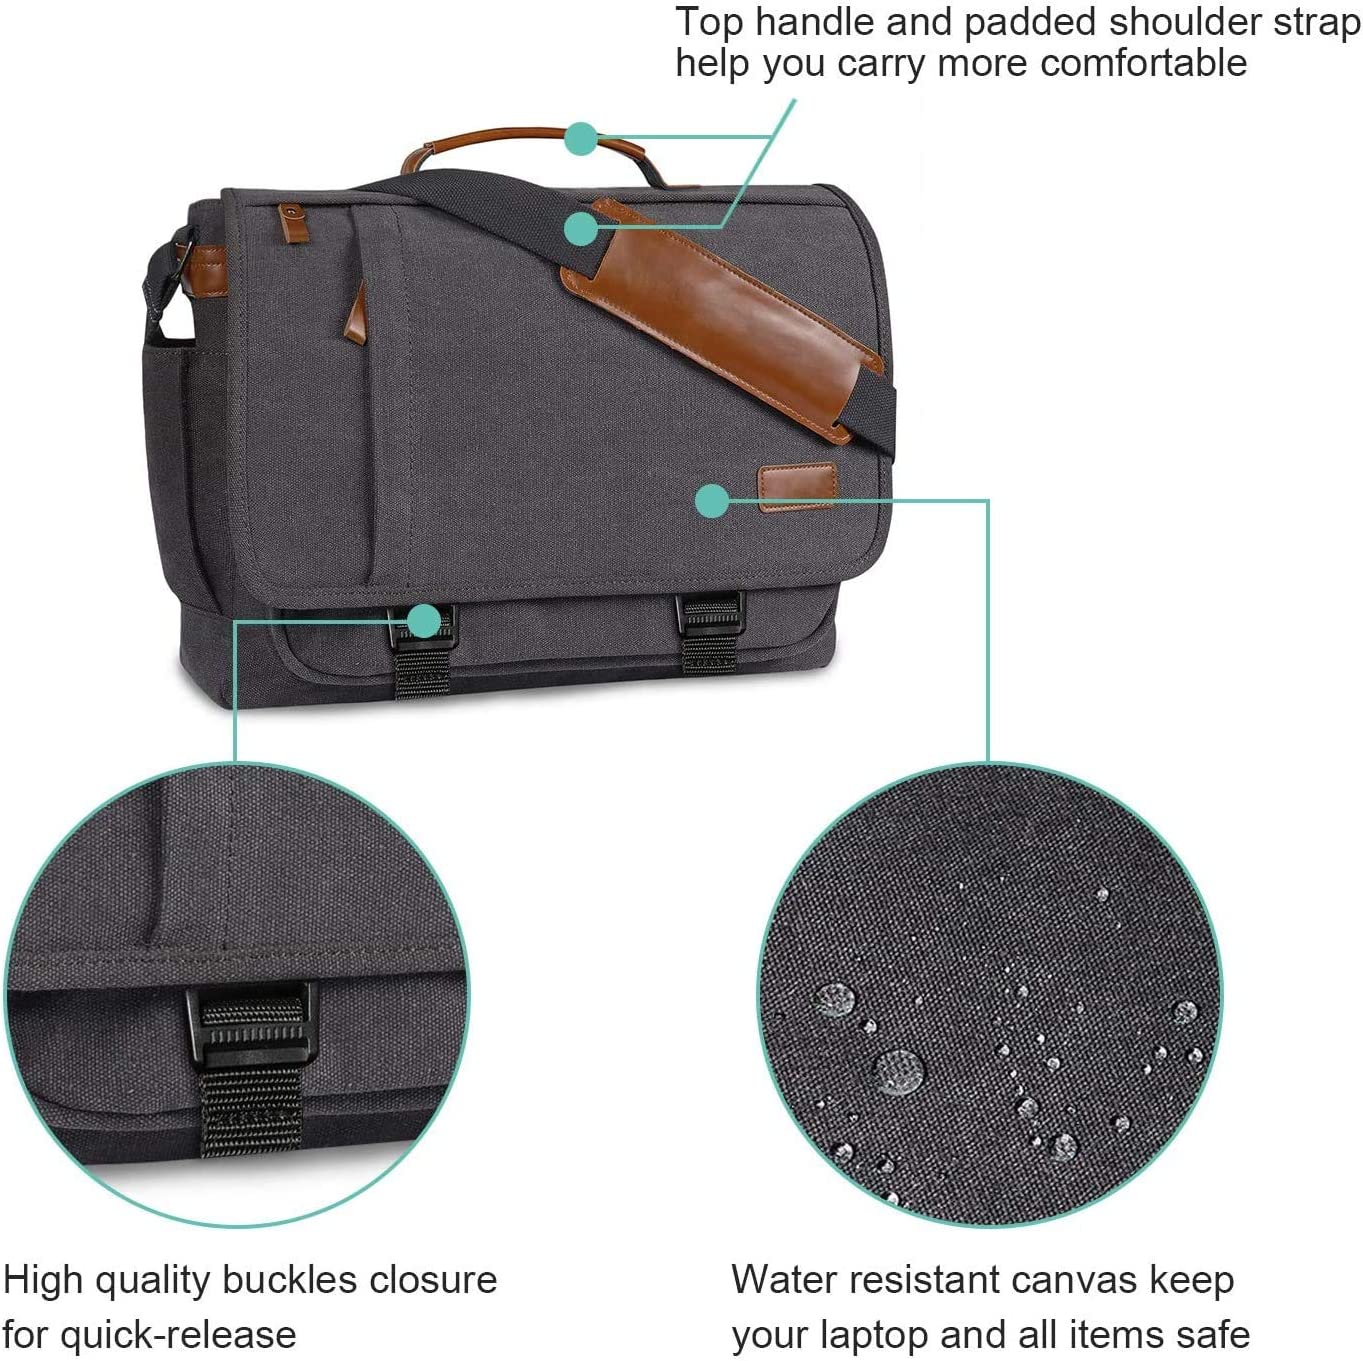 Top handle and padded shoulder strap
help you carry more comfortable
High quality buckles closure
for quick-release
Water resistant canvas keep
your laptop and all items safe